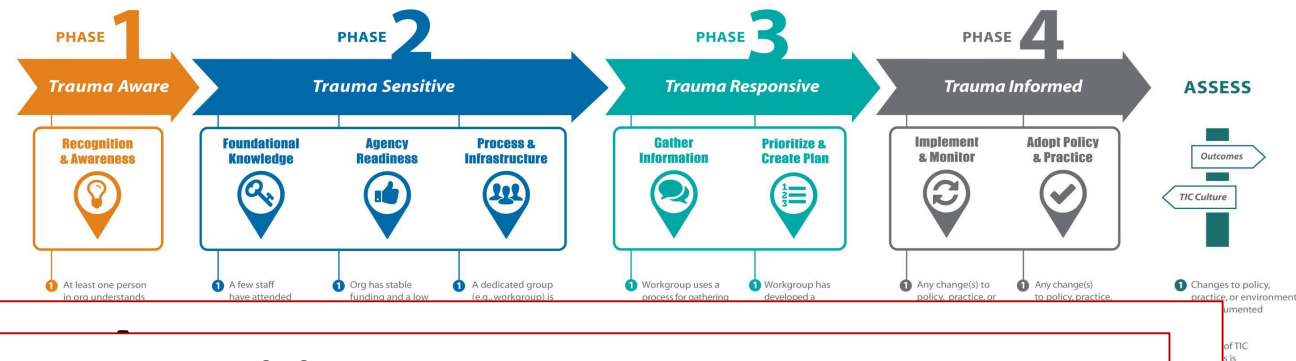 PHASE 1
Trauma Aware
Recognition
& Awareness
1 At least one person
in org understands
PHASE 2
Trauma Sensitive
Foundational
Knowledge
1 A few staff
have attended
Agency
Readiness
1 Org has stable
funding and a low
Process &
Infrastructure
1 A dedicated group
(e.g., workgroup) is
PHASE 3
Trauma Responsive
Gather
Information
1 Workgroup uses a
process for gathering
Prioritize &
Create Plan
1
2
3
1 Workgroup has
developed a
PHASE 4
Trauma Informed
Implement
& Monitor
1 Any change(s) to
policy, practice, or
Adopt Policy
& Practice
1 Any change(s)
to policy, practice,
ASSESS
Outcomes
TIC Culture
1 Changes to policy,
practice, or environment
of TIC
is